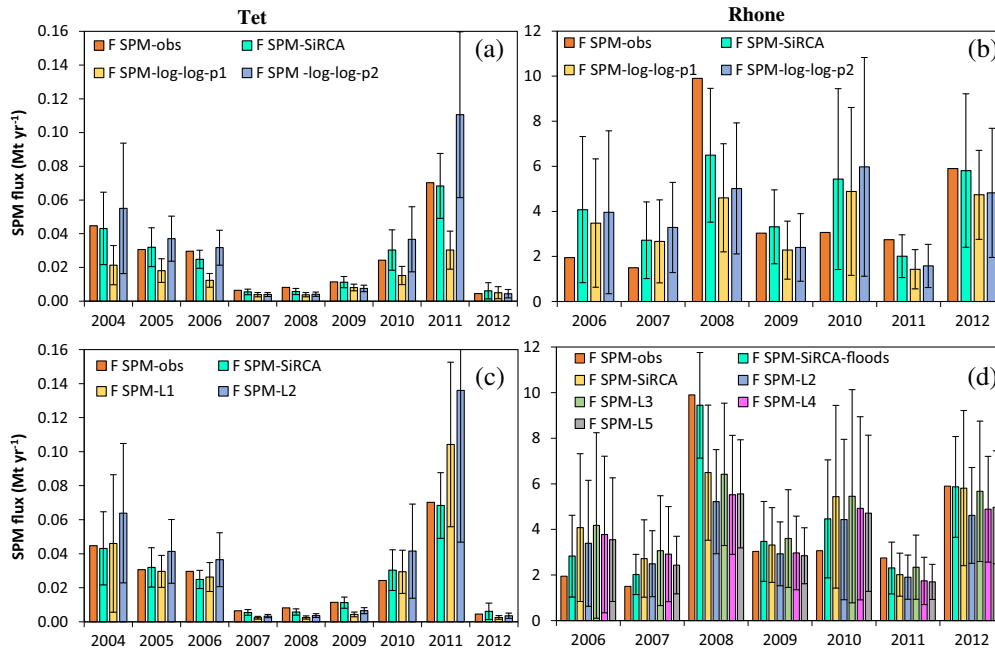 Tet
Rhone
SPM flux (Mt yr⁻¹)
0.16
0.14
0.12
0.10
0.08
0.06
0.04
0.02
0.00
F SPM-obs F SPM-SiRCA
F SPM-log-log-p1 F SPM -log-log-p2
(a)
2004 2005 2006 2007 2008 2009 2010 2011 2012
12
10
8
6
4
2
0
F SPM-obs F SPM-SiRCA
F SPM-log-log-p1 F SPM-log-log-p2
(b)
2006 2007 2008 2009 2010 2011 2012
SPM flux (Mt yr⁻¹)
0.16
0.14
0.12
0.10
0.08
0.06
0.04
0.02
0.00
F SPM-obs F SPM-SiRCA
F SPM-L1 F SPM-L2
(c)
2004 2005 2006 2007 2008 2009 2010 2011 2012
12
10
8
6
4
2
0
F SPM-obs F SPM-SiRCA-floods
F SPM-SiRCA F SPM-L2
F SPM-L3 F SPM-L4
F SPM-L5
(d)
2006 2007 2008 2009 2010 2011 2012